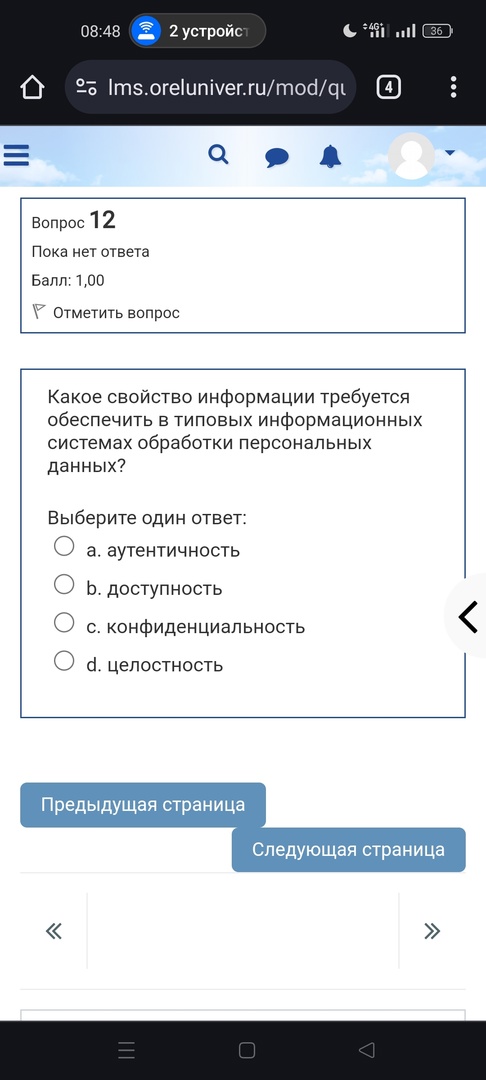 08:48
2 устройст
4G+
36
lms.oreluniver.ru/mod/qu
4
Вопрос 12
Пока нет ответа
Балл: 1,00
Отметить вопрос
Какое свойство информации требуется
обеспечить в типовых информационных
системах обработки персональных
данных?
Выберите один ответ:
a. аутентичность
b. доступность
c. конфиденциальность
d. целостность
Предыдущая страница
Следующая страница